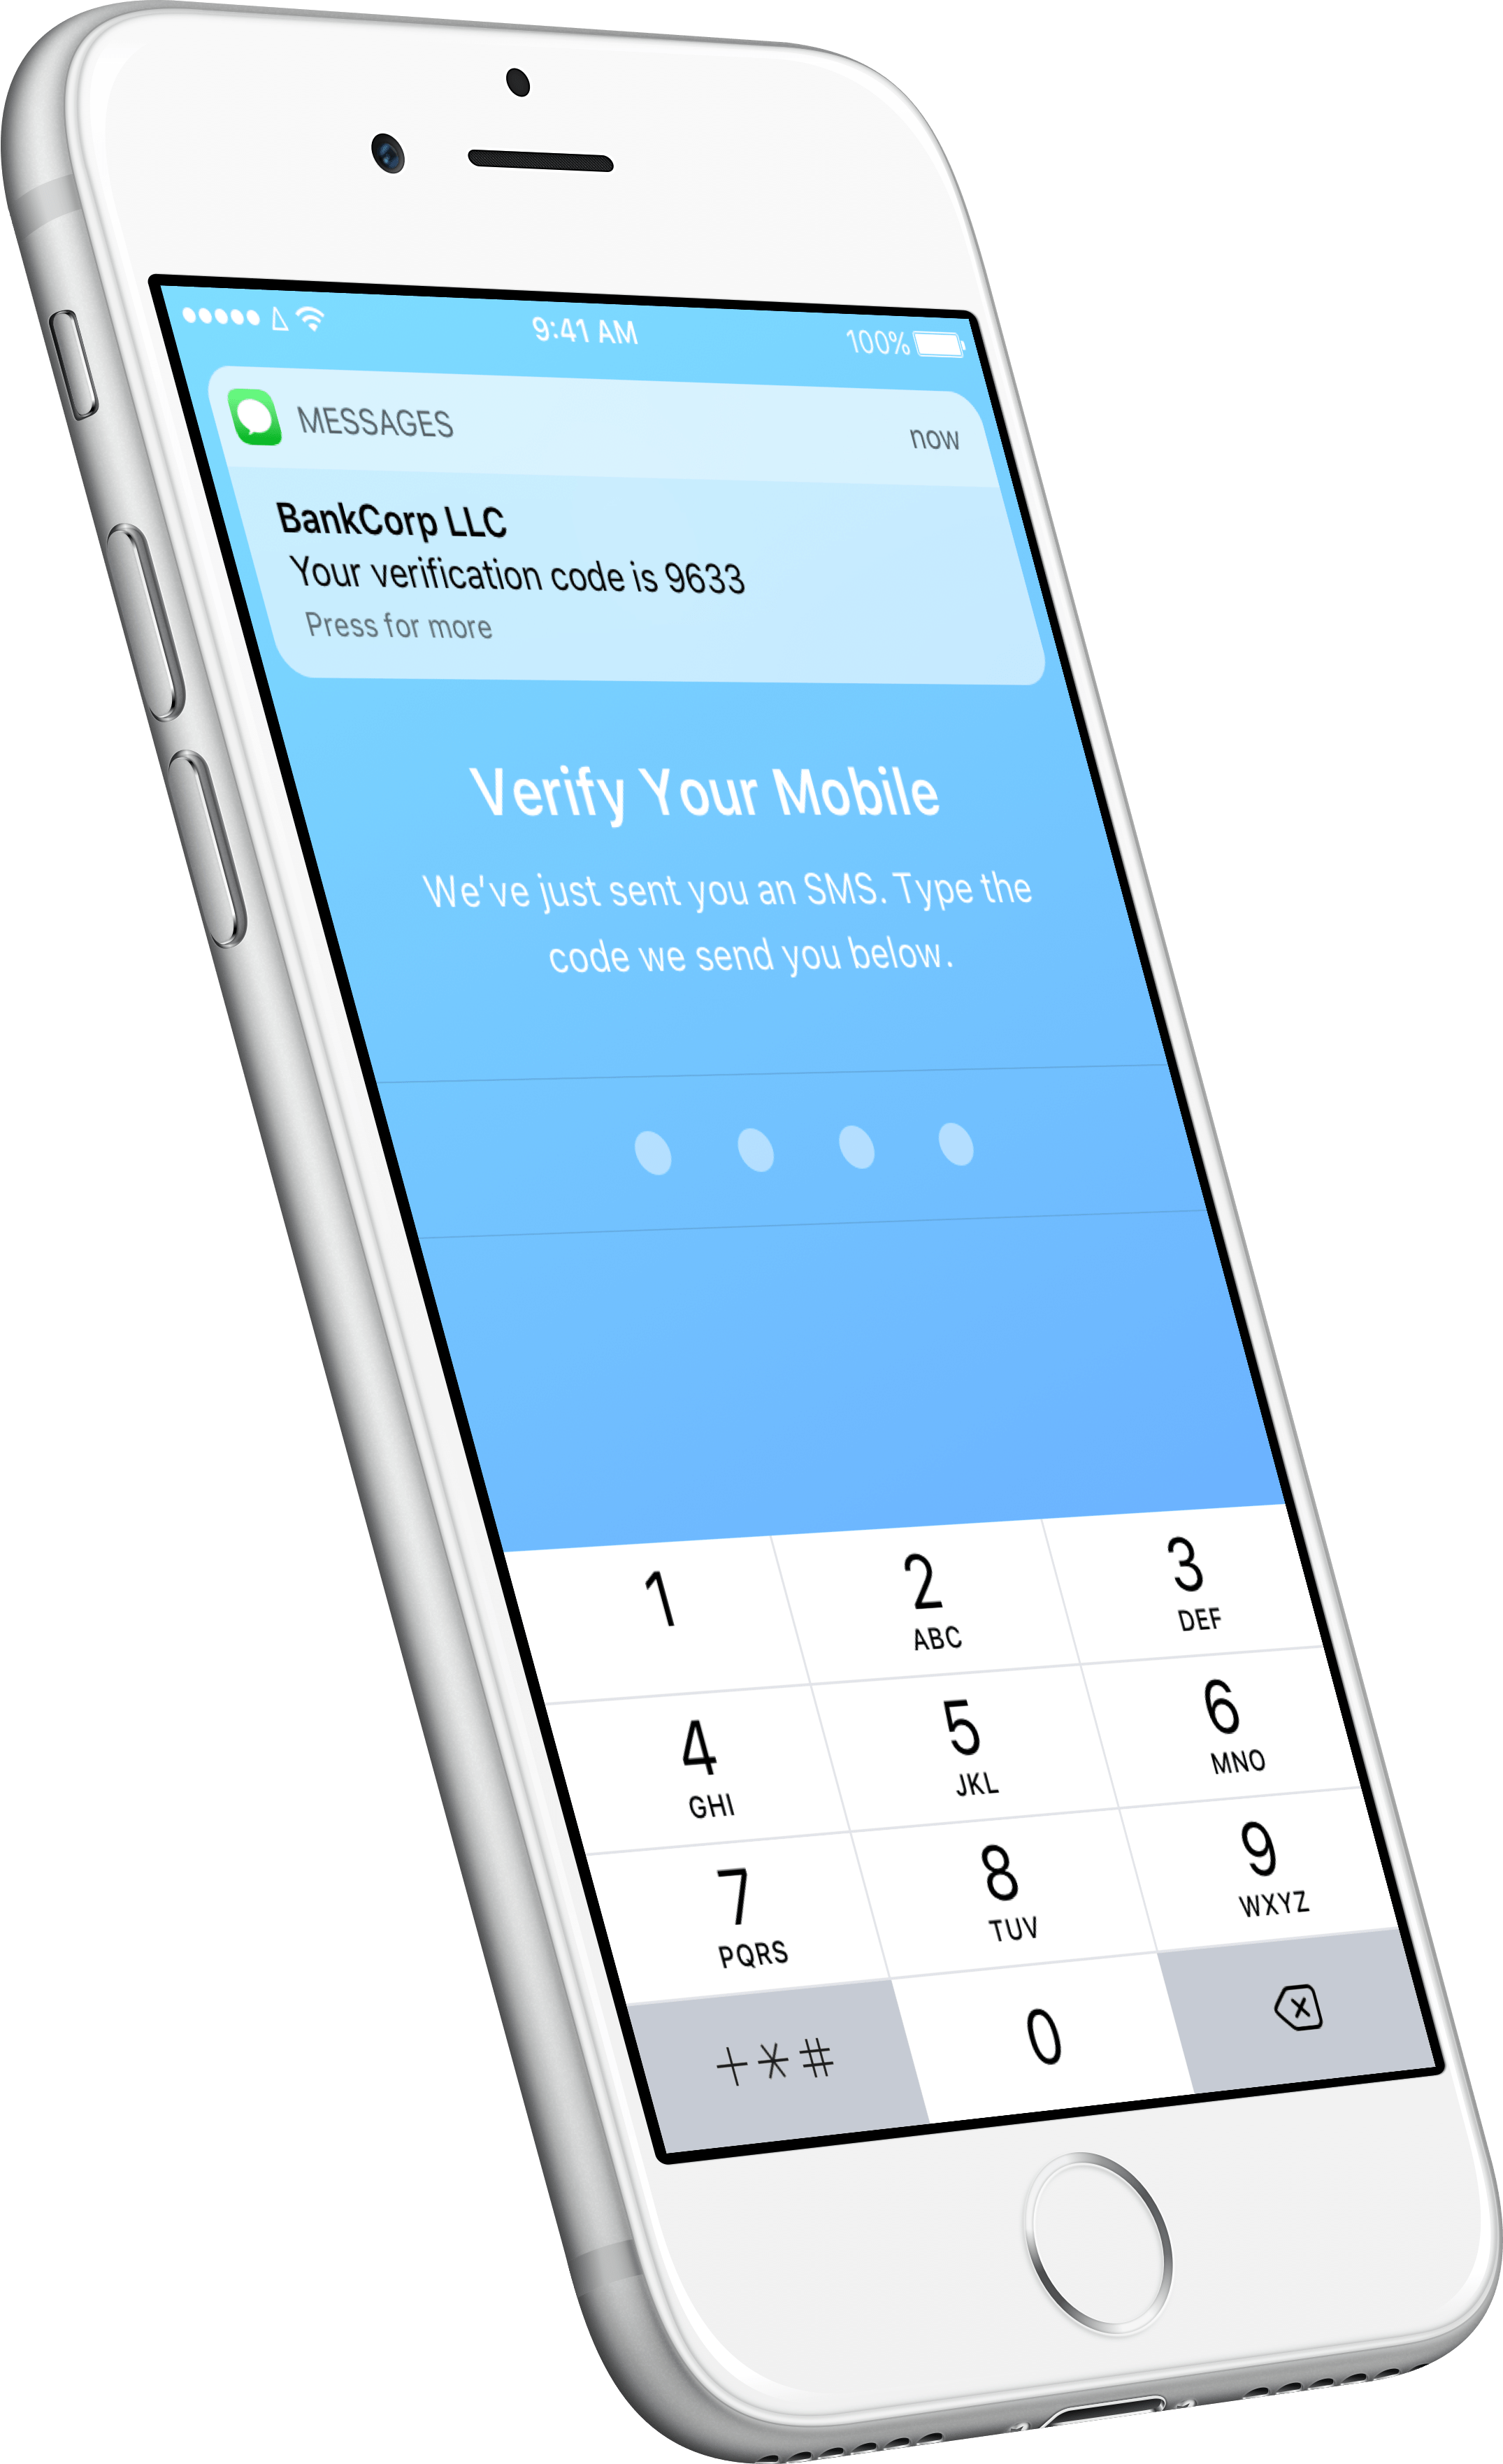 9:41 AM 100%
MESSAGES now
BankCorp LLC
Your verification code is 9633
Press for more
Verify Your Mobile
We've just sent you an SMS. Type the
code we send you below.
1 2 3
ABC DEF
4 5 6
GHI JKL MNO
7 8 9
PQRS TUV WXYZ
+*# 0